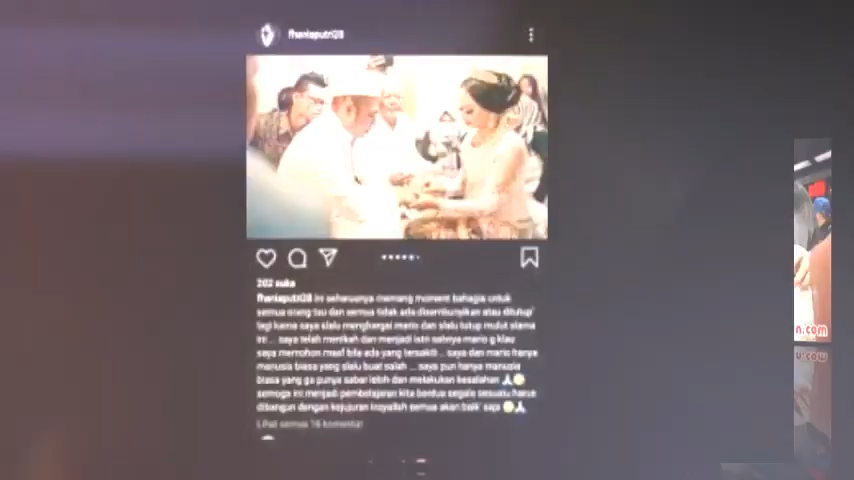 fhaniaputri28
202 suka
fhaniaputri28 ini seharusnya memang moment bahagia untuk
semua orang tau dan semua tidak ada disembunyikan atau ditutup'
lagi karna saya slalu menghargai mario dan slalu tutup mulut slama
ini ... saya telah menikah dan menjadi istri sahnya mario g klau
saya memohon maaf bila ada yang tersakiti ... saya dan mario hanya
manusia biasa yang slalu buat salah ... saya pun hanya manusia
biasa yang ga punya sabar lebih dan melakukan kesalahan
semoga ini menjadi pembelajaran kita berdua segala sesuatu harus
dibangun dengan kejujuran insyallah semua akan baik' saja
Lihat semua 16 komentar
n.com